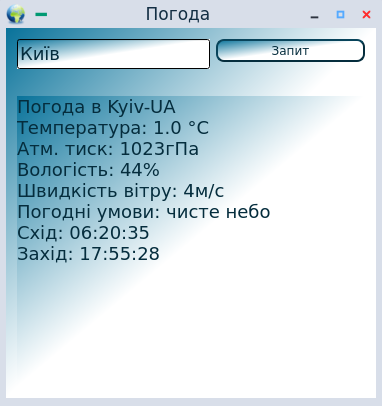 Погода
Київ
Запит
Погода в Kyiv-UA
Температура: 1.0 °C
Атм. тиск: 1023гПа
Вологість: 44%
Швидкість вітру: 4м/с
Погодні умови: чисте небо
Схід: 06:20:35
Захід: 17:55:28